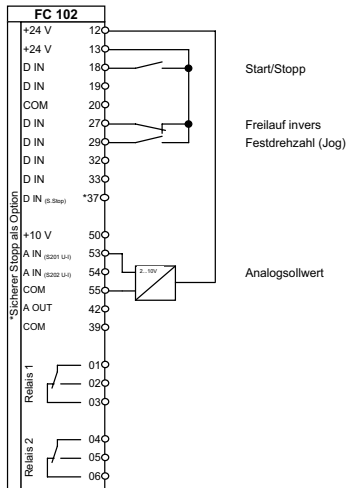 FC 102
+24 V 12
+24 V 13
D IN 18 Start/Stopp
D IN 19
COM 20
D IN 27 Freilauf invers
D IN 29 Festdrehzahl (Jog)
D IN 32
D IN 33
D IN (S.Stop) *37
+10 V 50
A IN (S201 U-I) 53 2...10V
A IN (S202 U-I) 54 Analogsollwert
COM 55
A OUT 42
COM 39
*Sicherer Stopp als Option
Relais 1
01
02
03
Relais 2
04
05
06